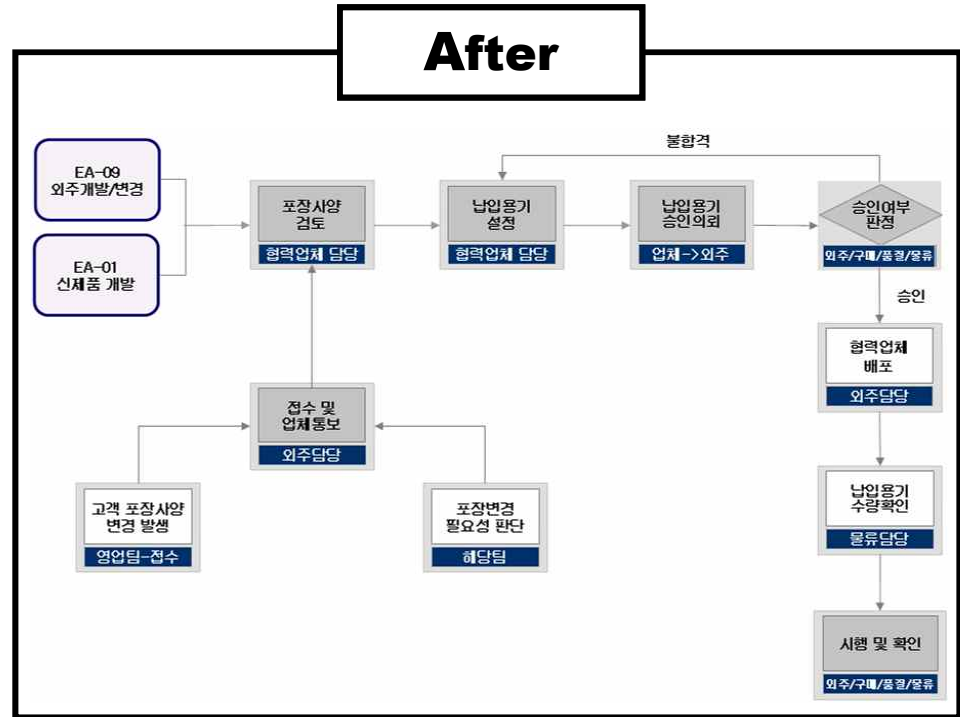 After
불합격
EA-09
외주개발/변경
포장사양
검토
협력업체 담당
납입용기
설정
협력업체 담당
납입용기
승인의뢰
업체->외주
승인여부
판정
외주/구매/품질/물류
EA-01
신제품 개발
승인
협력업체
배포
외주담당
접수 및
업체통보
외주담당
고객 포장사양
변경 발생
영업팀-접수
포장변경
필요성 판단
해당팀
납입용기
수량확인
물류담당
시행 및 확인
외주/구매/품질/물류